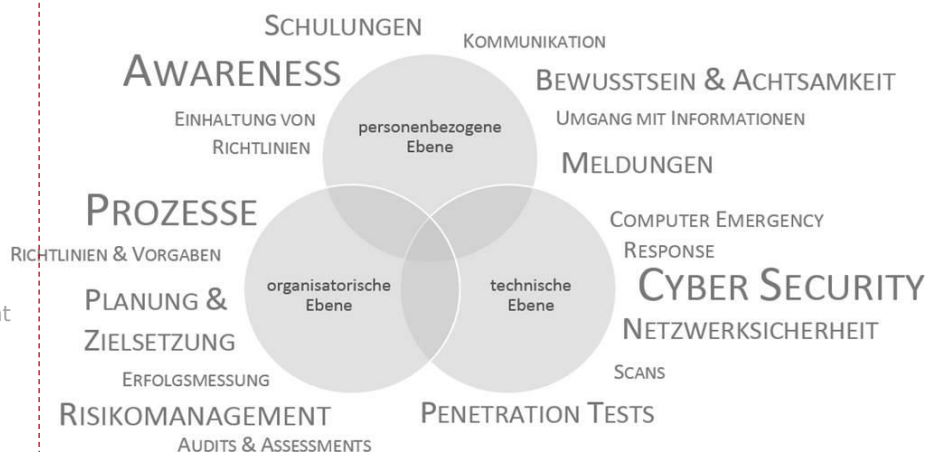 SCHULUNGEN
KOMMUNIKATION
AWARENESS
BEWUSSTSEIN & ACHTSAMKEIT
EINHALTUNG VON
RICHTLINIEN
personenbezogene
Ebene
UMGANG MIT INFORMATIONEN
MELDUNGEN
PROZESSE
RICHTLINIEN & VORGABEN
PLANUNG &
ZIELSETZUNG
ERFOLGSMESSUNG
RISIKOMANAGEMENT
AUDITS & ASSESSMENTS
organisatorische
Ebene
technische
Ebene
COMPUTER EMERGENCY
RESPONSE
CYBER SECURITY
NETZWERKSICHERHEIT
SCANS
PENETRATION TESTS